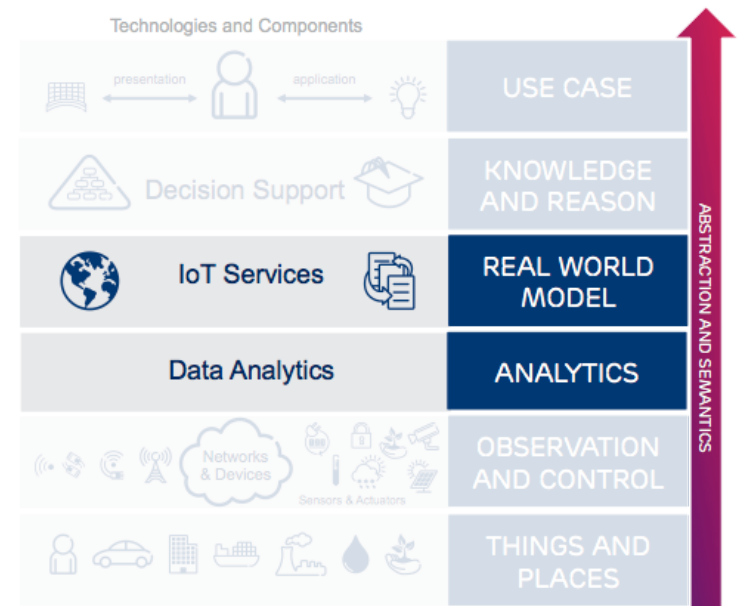 Technologies and Components
presentation
application
USE CASE
Decision Support
KNOWLEDGE
AND REASON
IoT Services
REAL WORLD
MODEL
Data Analytics
ANALYTICS
Networks
& Devices
Sensors & Actuators
OBSERVATION
AND CONTROL
THINGS AND
PLACES
ABSTRACTION AND SEMANTICS